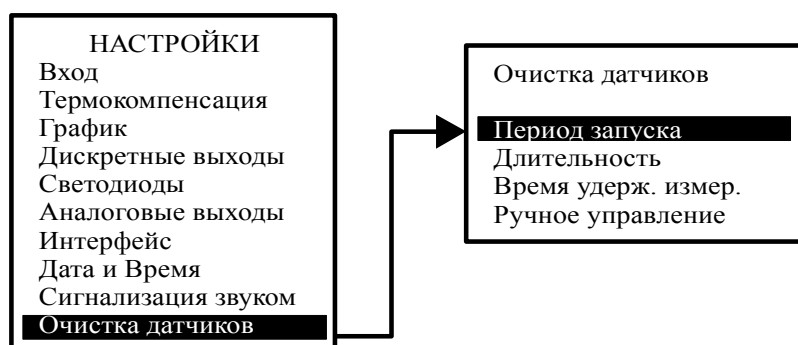 НАСТРОЙКИ
Вход
Термокомпенсация
График
Дискретные выходы
Светодиоды
Аналоговые выходы
Интерфейс
Дата и Время
Сигнализация звуком
Очистка датчиков
Очистка датчиков
Период запуска
Длительность
Время удерж. измер.
Ручное управление